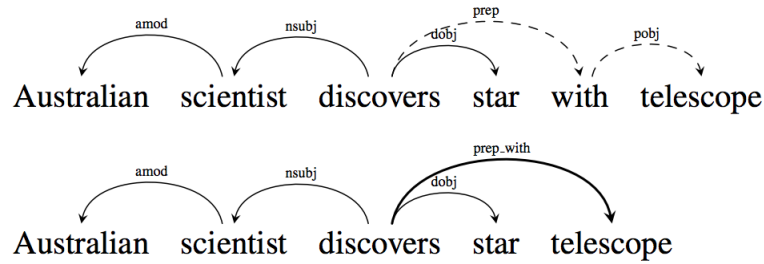 prep
amod nsubj dobj pobj
Australian scientist discovers star with telescope
prep_with
amod nsubj dobj
Australian scientist discovers star telescope